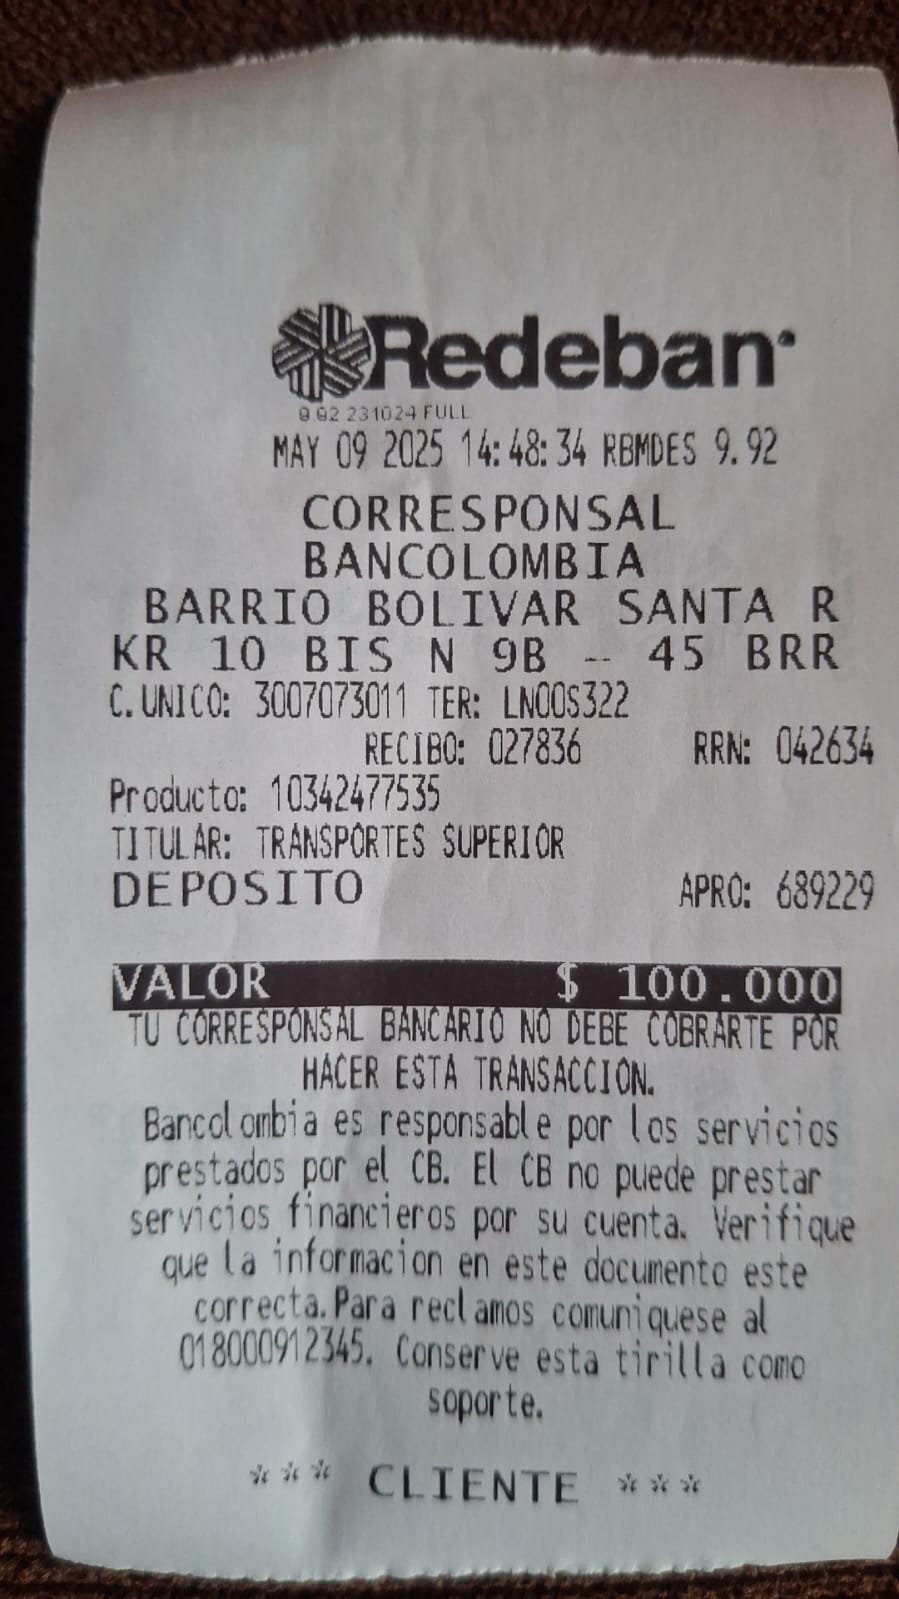 Redeban
9.92 231024 FULL
MAY 09 2025 14:48:34 RBMDES 9.92
CORRESPONSAL
BANCOLOMBIA
BARRIO BOLIVAR SANTA R
KR 10 BIS N 9B -- 45 BRR
C.UNICO: 3007073011 TER: LN00S322
RECIBO: 027836 RRN: 042634
Producto: 10342477535
TITULAR: TRANSPORTES SUPERIOR
DEPOSITO APRO: 689229
VALOR $ 100.000
TU CORRESPONSAL BANCARIO NO DEBE COBRARTE POR
HACER ESTA TRANSACCION.
Bancolombia es responsable por los servicios
prestados por el CB. El CB no puede prestar
servicios financieros por su cuenta. Verifique
que la informacion en este documento este
correcta.Para reclamos comuniquese al
018000912345. Conserve esta tirilla como
soporte.
*** CLIENTE ***